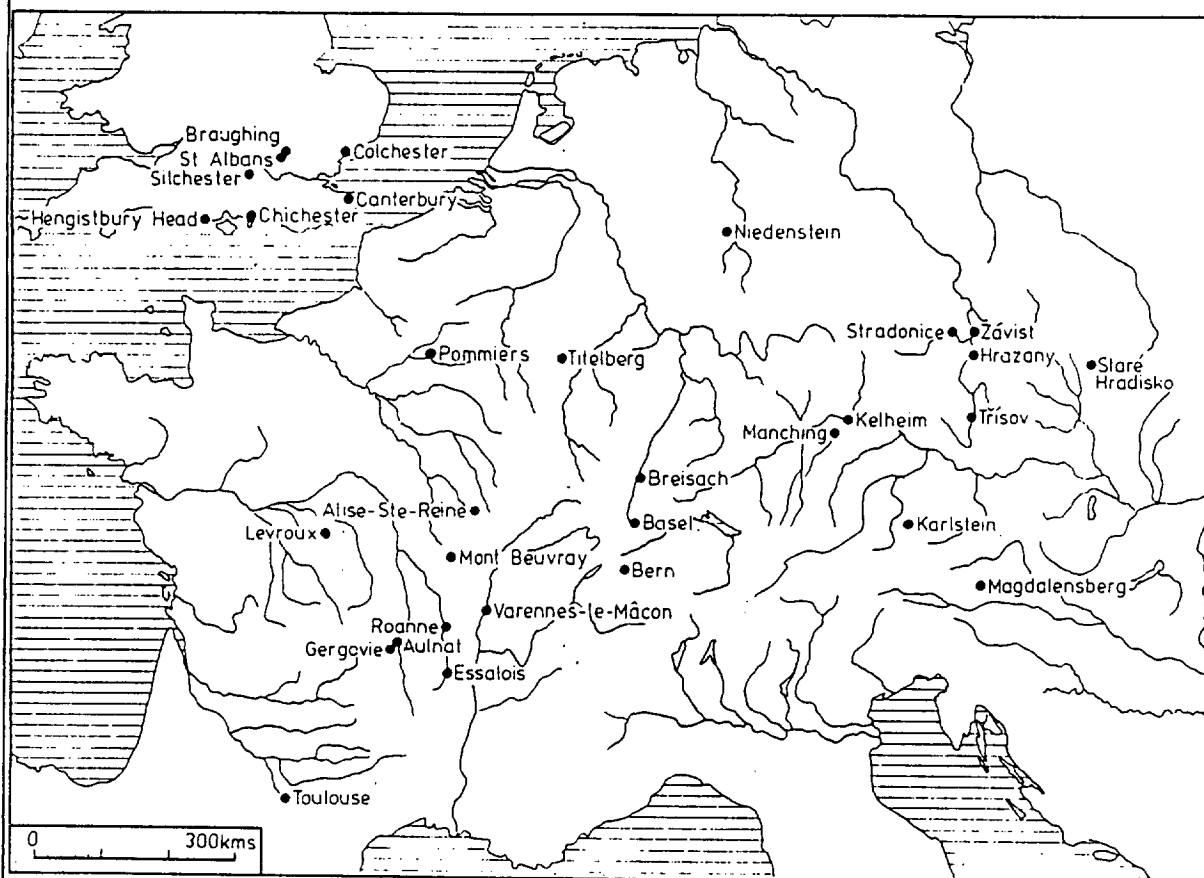 Braughing
St Albans
Colchester
Silchester
Canterbury
Hengistbury Head
Chichester
Niedenstein
Stradonice
Závist
Pommiers
Titelberg
Hrazany
Staré
Hradisko
Kelheim
Třísov
Manching
Breisach
Alise-Ste-Reine
Basel
Karlstein
Levroux
Mont Beuvray
Bern
Magdalensberg
Varennes-le-Mâcon
Roanne
Aulnat
Gergovie
Essalois
Toulouse
0 300kms